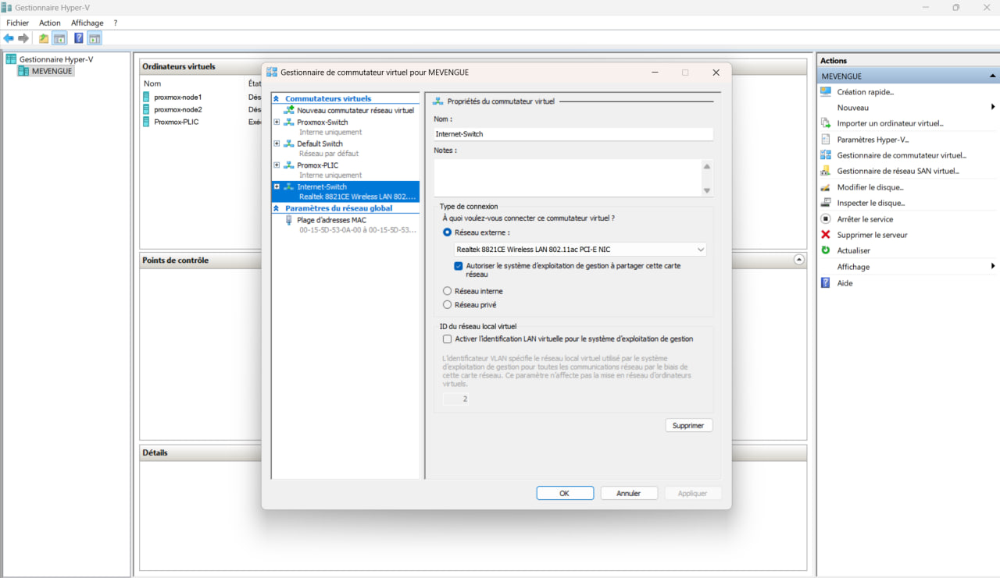 Gestionnaire Hyper-V
Fichier Action Affichage ?
Gestionnaire Hyper-V
MEVENGUE
Ordinateurs virtuels
Nom
proxmox-node1
proxmox-node2
Proxmox-PLIC
Points de contrôle
Détails
Gestionnaire de commutateur virtuel pour MEVENGUE
Commutateurs virtuels
Nouveau commutateur réseau virtuel
Proxmox-Switch
Interne uniquement
Default Switch
Réseau par défaut
Promox-PLIC
Interne uniquement
Internet-Switch
Realtek 8821CE Wireless LAN 802....
Paramètres du réseau global
Plage d'adresses MAC
00-15-5D-53-0A-00 à 00-15-5D-53...
Propriétés du commutateur virtuel
Nom :
Internet-Switch
Notes :
Type de connexion
À quoi voulez-vous connecter ce commutateur virtuel ?
Réseau externe :
Realtek 8821CE Wireless LAN 802.11ac PCI-E NIC
Autoriser le système d'exploitation de gestion à partager cette carte
réseau
Réseau interne
Réseau privé
ID du réseau local virtuel
Activer l'identification LAN virtuelle pour le système d'exploitation de gestion
L'identificateur VLAN spécifie le réseau local virtuel utilisé par le système
d'exploitation de gestion pour toutes les communications réseau par le biais de
cette carte réseau. Ce paramètre n'affecte pas la mise en réseau d'ordinateurs
virtuels.
2
Supprimer
OK Annuler Appliquer
Actions
MEVENGUE
Création rapide...
Nouveau
Importer un ordinateur virtuel...
Paramètres Hyper-V...
Gestionnaire de commutateur virtuel...
Gestionnaire de réseau SAN virtuel...
Modifier le disque...
Inspecter le disque...
Arrêter le service
Supprimer le serveur
Actualiser
Affichage
Aide